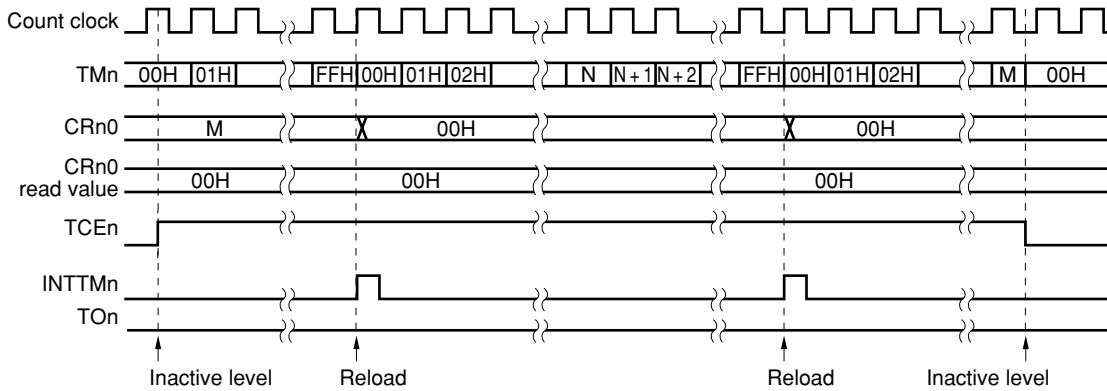 Count clock
TMn 00H 01H FFH 00H 01H 02H N N + 1 N + 2 FFH 00H 01H 02H M 00H
CRn0 M 00H 00H
CRn0
read value 00H 00H 00H
TCEn
INTTMn
TOn
Inactive level Reload Reload Inactive level